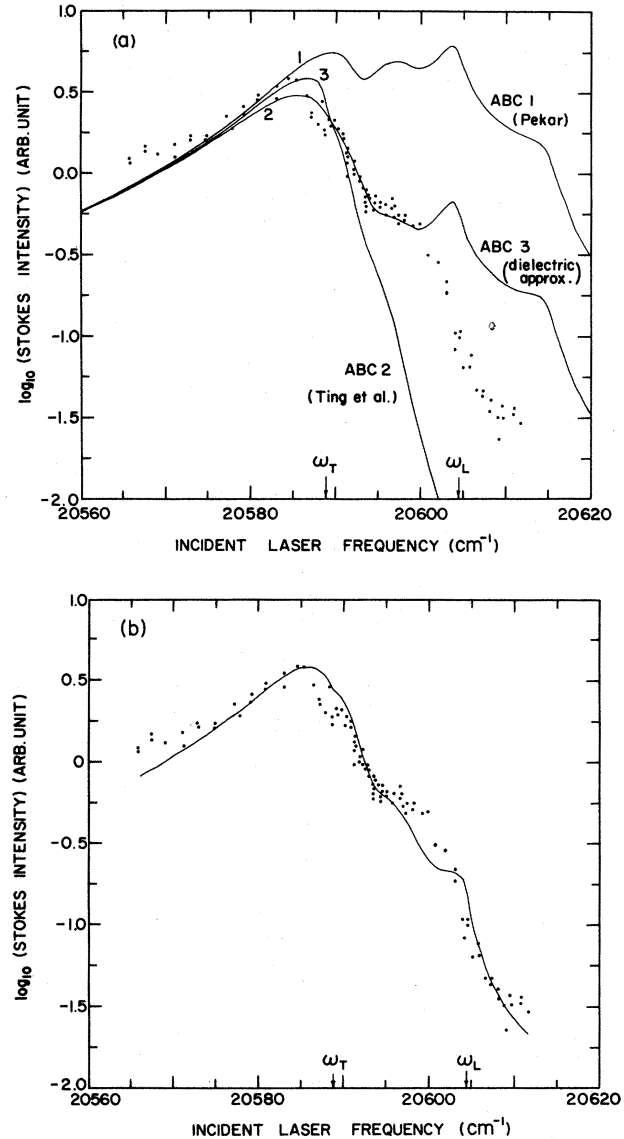 (a)
1.0
0.5
0.0
-0.5
-1.0
-1.5
-2.0
log10 (STOKES INTENSITY) (ARB. UNIT)
1
3
2
ABC 1
(Pekar)
ABC 3
(dielectric
approx.)
ABC 2
(Ting et al.)
ωT
ωL
20560
20580
20600
20620
INCIDENT LASER FREQUENCY (cm⁻¹)
(b)
1.0
0.5
0
-0.5
-1.0
-1.5
-2.0
log10 (STOKES INTENSITY) (ARB. UNIT)
ωT
ωL
20560
20580
20600
20620
INCIDENT LASER FREQUENCY (cm⁻¹)